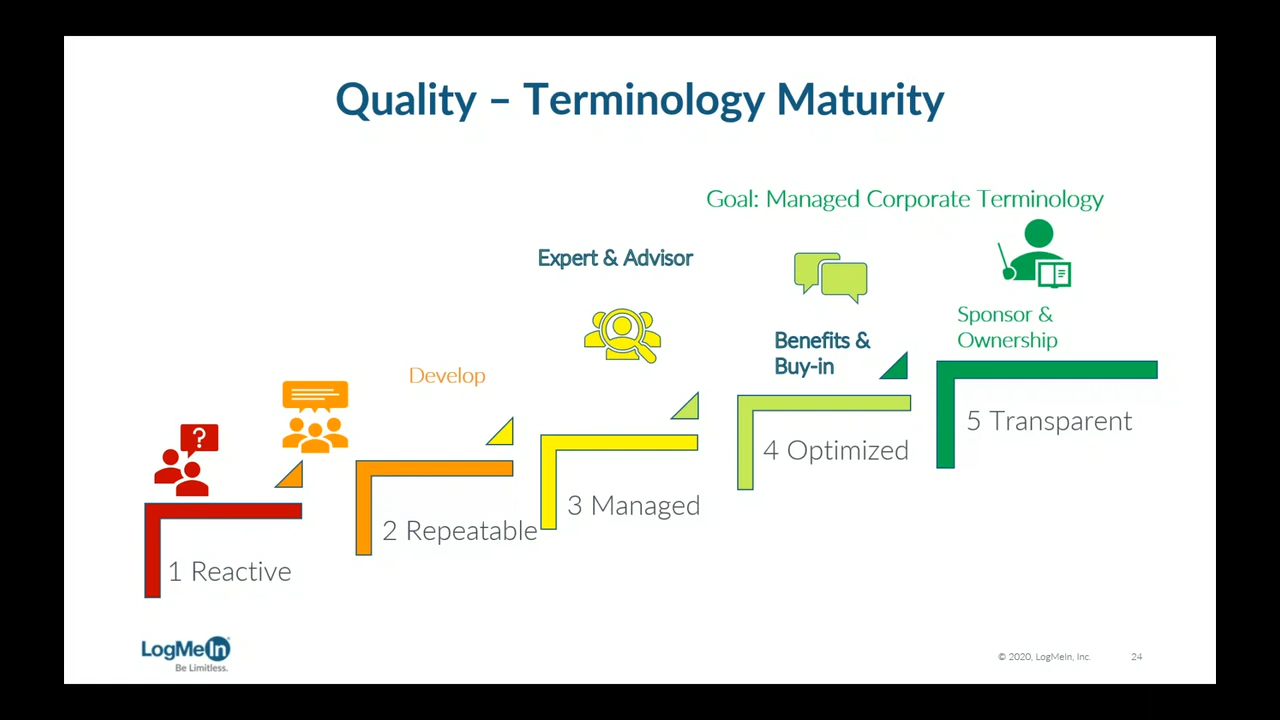 Quality – Terminology Maturity
Goal: Managed Corporate Terminology
Expert & Advisor
Sponsor &
Ownership
Benefits &
Buy-in
Develop
?
1 Reactive
2 Repeatable
3 Managed
4 Optimized
5 Transparent
LogMeIn
Be Limitless.
© 2020, LogMeIn, Inc.
24